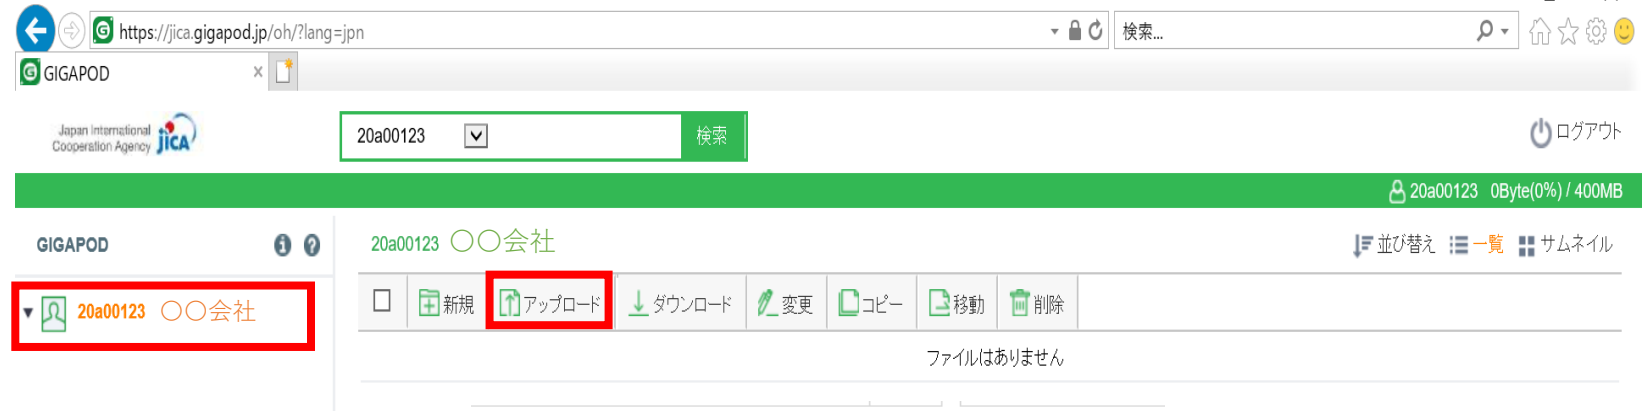 https://jica.gigapod.jp/oh/?lang=jpn
検索...
GIGAPOD
Japan International
Cooperation Agency
jica
20a00123
検索
ログアウト
20a00123 0Byte(0%) / 400MB
GIGAPOD
20a00123 〇〇会社
並び替え 一覧 サムネイル
20a00123 〇〇会社
新規 アップロード ダウンロード 変更 コピー 移動 削除
ファイルはありません